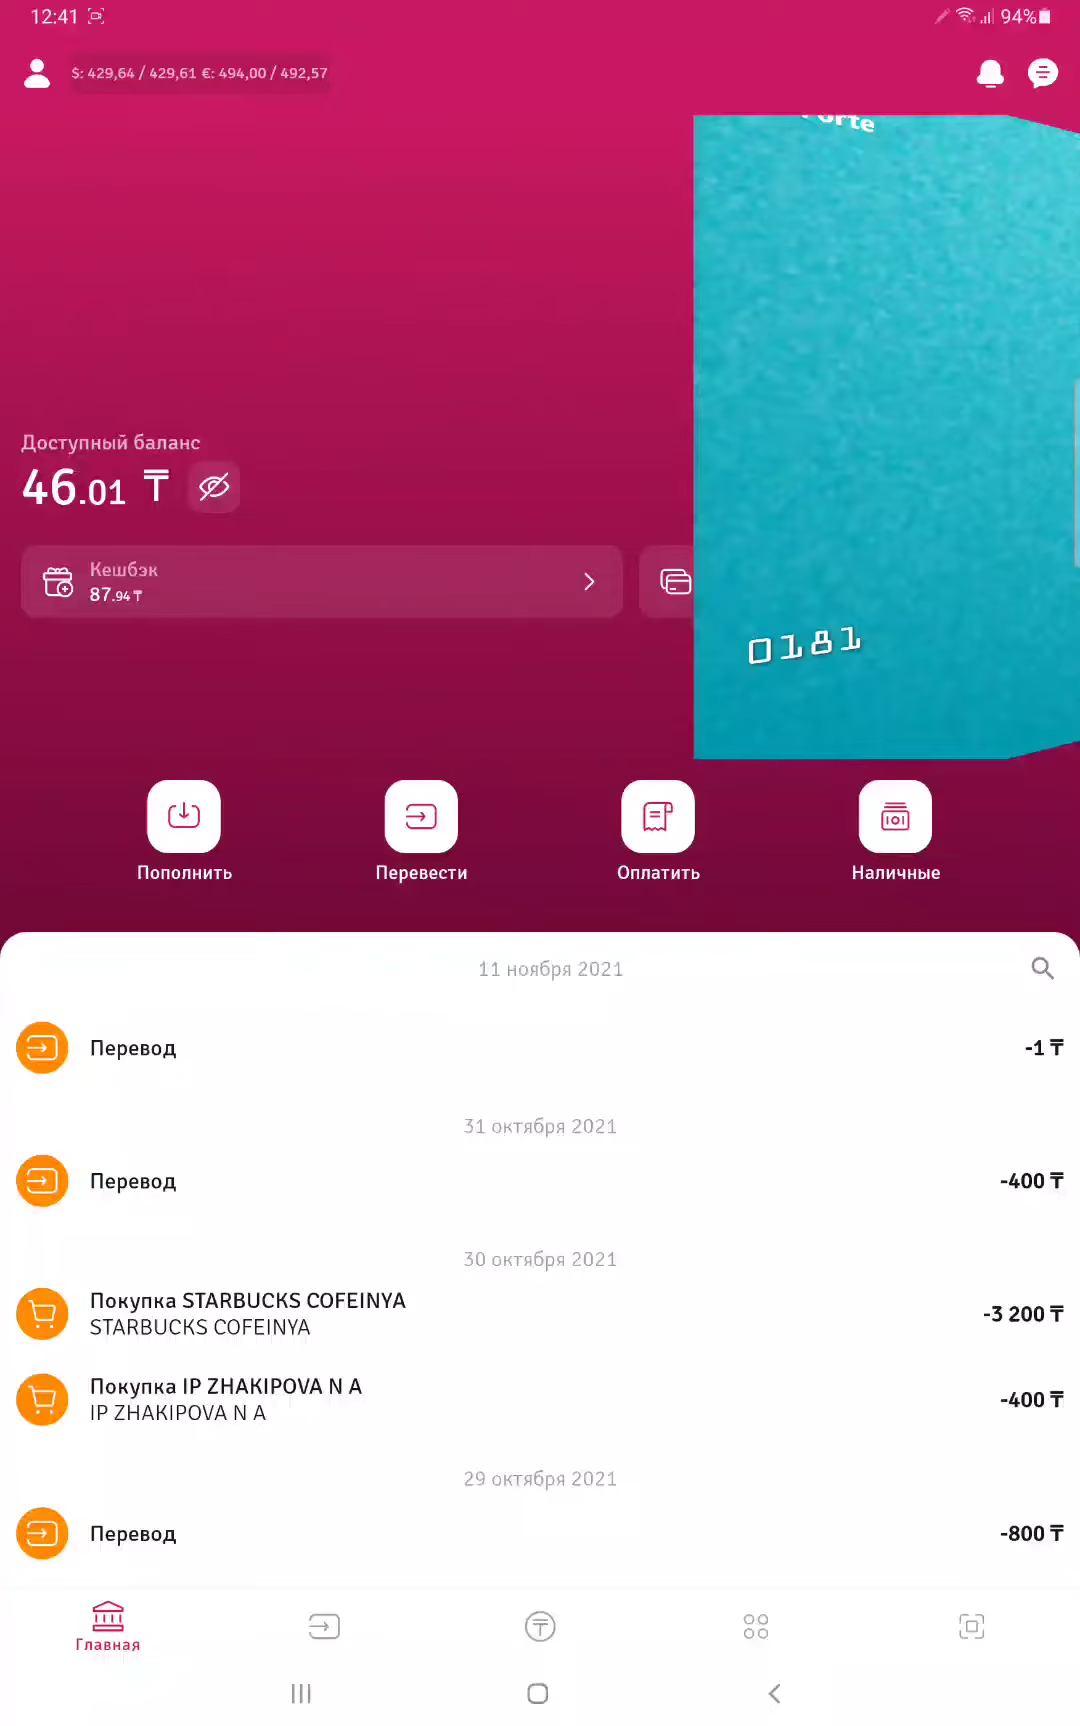 12:41
94%
$: 429,64 / 429,61 €: 494,00 / 492,57
Доступный баланс
46.01 ₸
Кешбэк
87.94 ₸
0181
Пополнить
Перевести
Оплатить
Наличные
11 ноября 2021
Перевод
-1 ₸
31 октября 2021
Перевод
-400 ₸
30 октября 2021
Покупка STARBUCKS COFEINYA
STARBUCKS COFEINYA
-3 200 ₸
Покупка IP ZHAKIPOVA N A
IP ZHAKIPOVA N A
-400 ₸
29 октября 2021
Перевод
-800 ₸
Главная